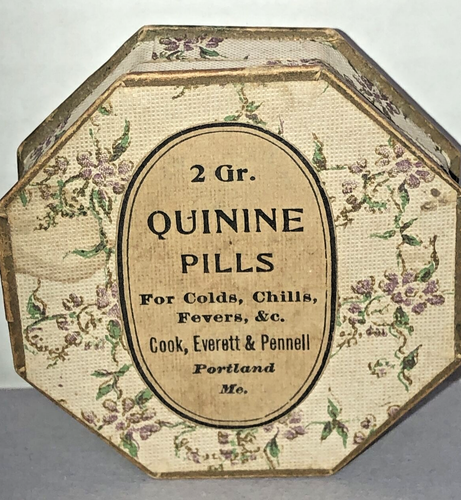 2 Gr.
QUININE
PILLS
For Colds, Chills,
Fevers, &c.
Cook, Everett & Pennell
Portland
Me.